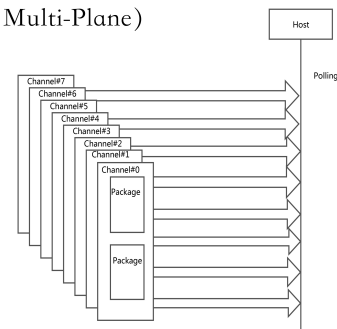 Multi-Plane)
Host
Polling
Channel#7
Channel#6
Channel#5
Channel#4
Channel#3
Channel#2
Channel#1
Channel#0
Package
Package